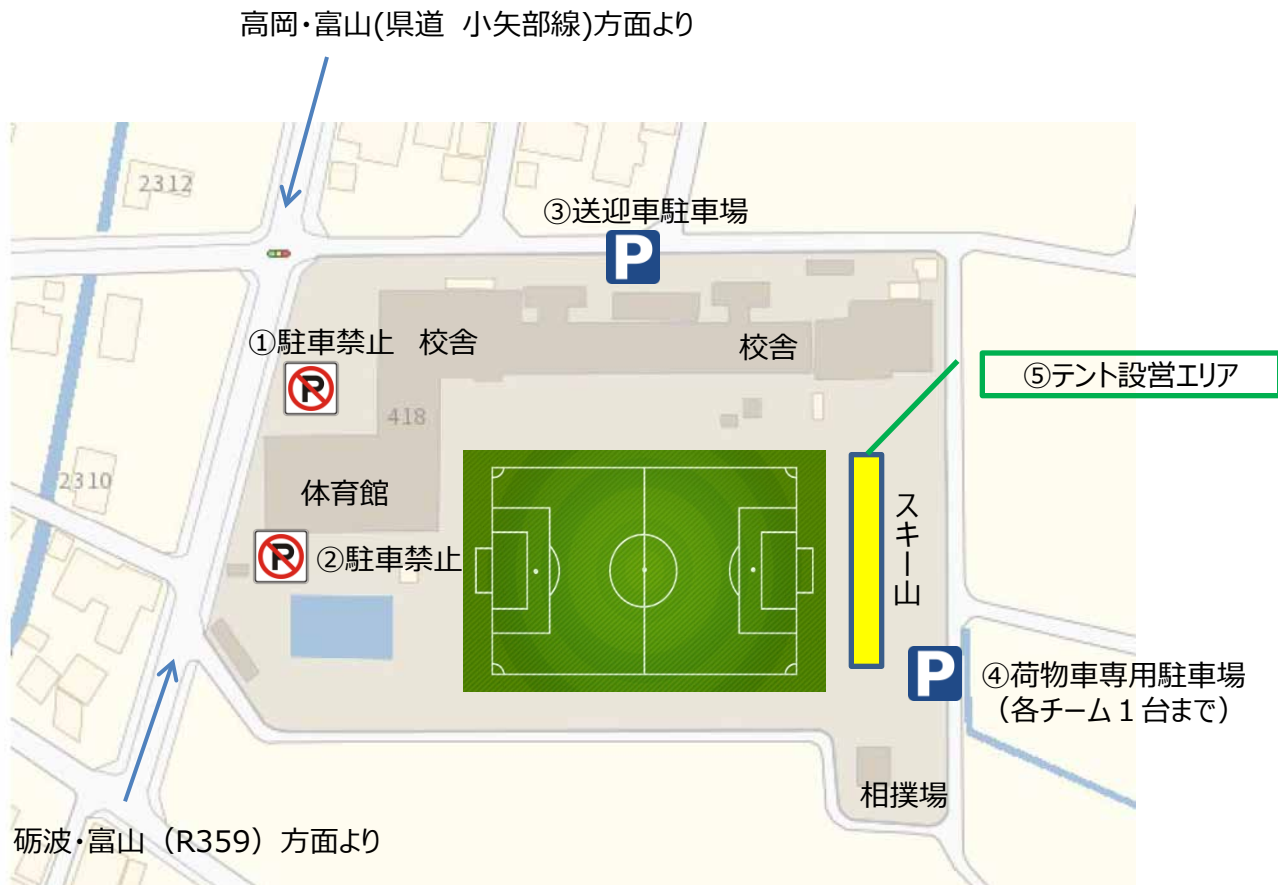 高岡・富山(県道 小矢部線)方面より
2312
③送迎車駐車場
P
①駐車禁止
校舎
校舎
P
⑤テント設営エリア
418
2310
体育館
スキー山
P
②駐車禁止
P
④荷物車専用駐車場
（各チーム１台まで）
相撲場
砺波・富山（R359）方面より